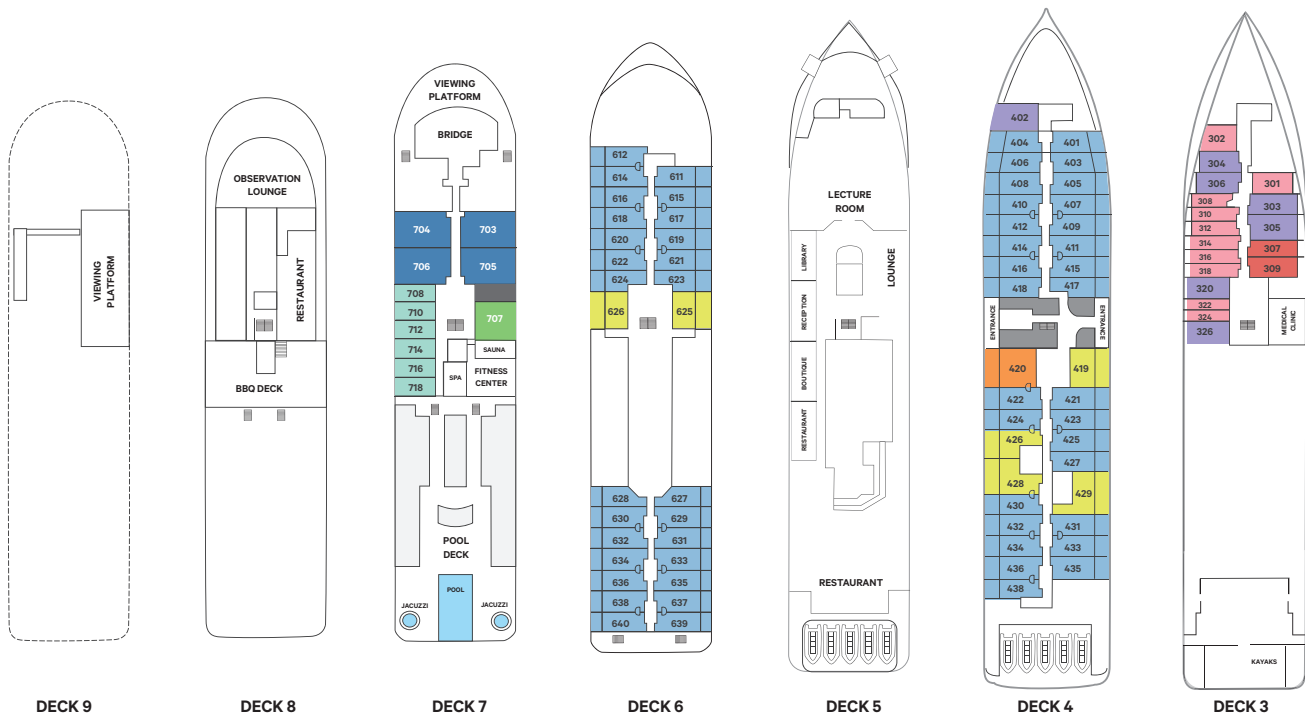 VIEWING
PLATFORM
DECK 9
OBSERVATION
LOUNGE
RESTAURANT
BBQ DECK
DECK 8
VIEWING
PLATFORM
BRIDGE
704
703
706
705
708
710
707
712
714
SAUNA
716
SPA
FITNESS
CENTER
718
POOL
DECK
POOL
JACUZZI
JACUZZI
DECK 7
612
614
611
616
615
618
617
620
619
622
621
624
623
626
625
628
627
630
629
632
631
634
633
636
635
638
637
640
639
DECK 6
LECTURE
ROOM
LIBRARY
LOUNGE
RECEPTION
BOUTIQUE
RESTAURANT
RESTAURANT
DECK 5
402
404
401
406
403
408
405
410
407
412
409
414
411
416
415
418
417
ENTRANCE
ENTRANCE
420
419
422
421
424
423
426
425
427
428
429
430
432
431
434
433
436
435
438
DECK 4
302
304
306
301
308
303
310
312
305
314
307
316
309
318
320
322
324
326
MEDICAL
CLINIC
KAYAKS
DECK 3